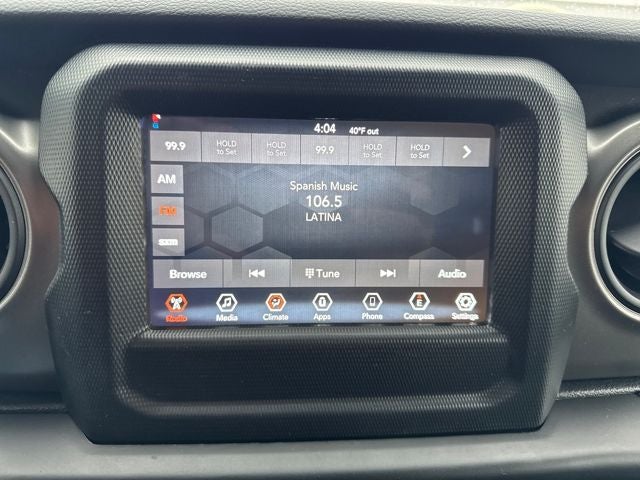 4:04 40°F out
99.9 HOLD to Set HOLD to Set 99.9 HOLD to Set HOLD to Set
AM
FM
SXM
Spanish Music
106.5
LATINA
Browse Tune Audio
Radio Media Climate Apps Phone Compass Settings